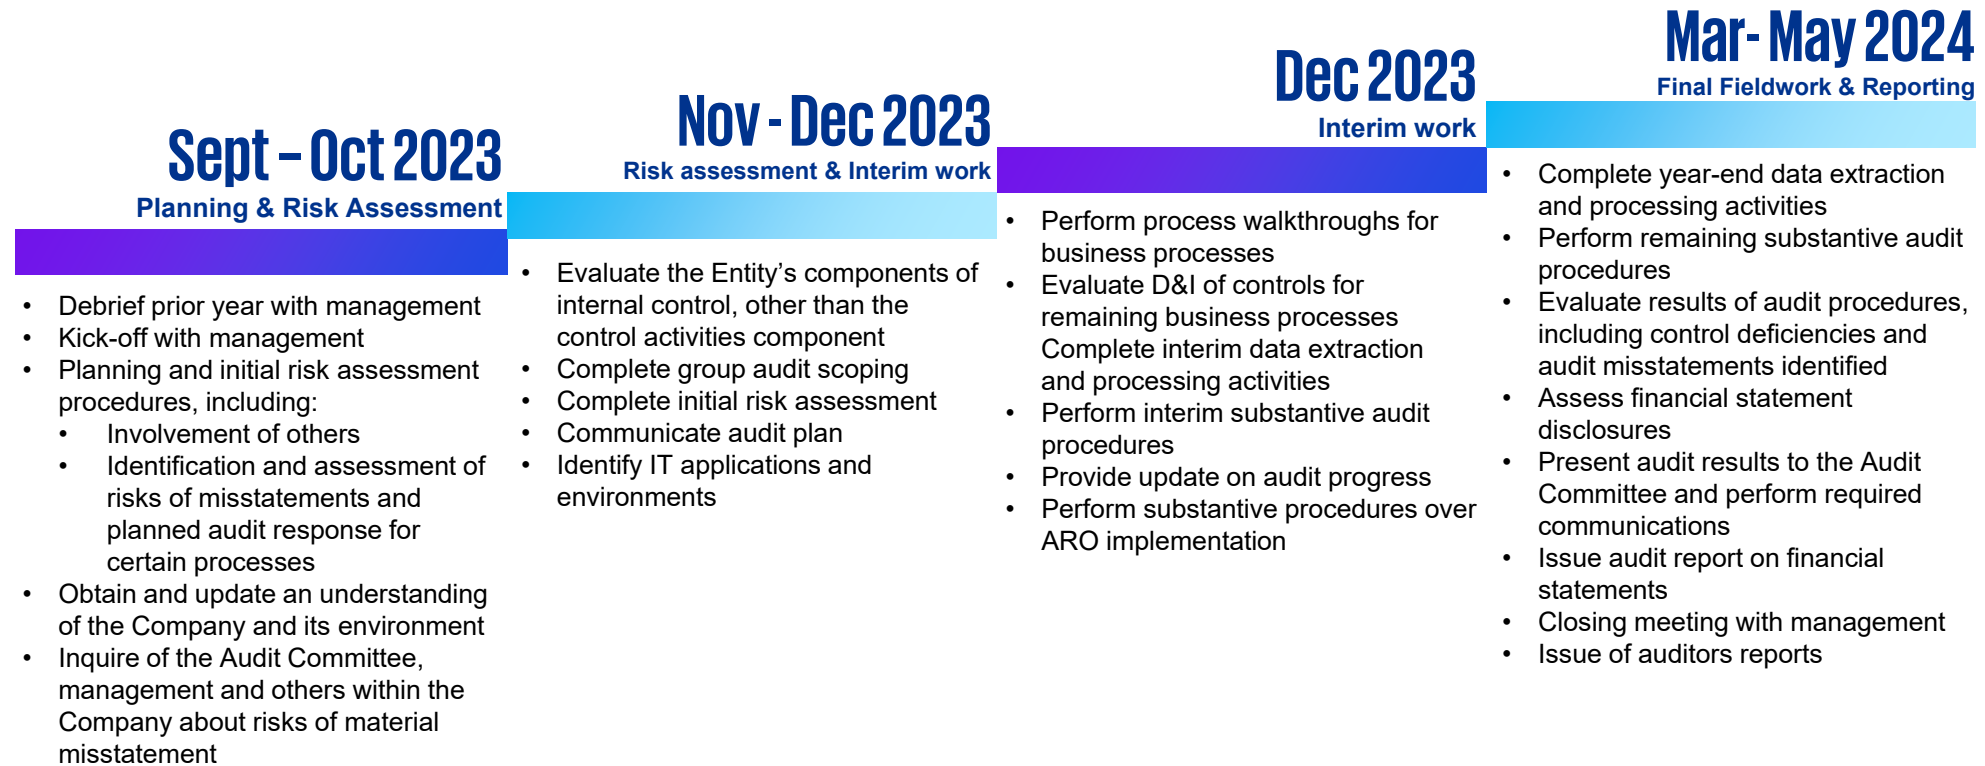 Sept – Oct 2023
Planning & Risk Assessment
• Debrief prior year with management
• Kick-off with management
• Planning and initial risk assessment
procedures, including:
• Involvement of others
• Identification and assessment of
risks of misstatements and
planned audit response for
certain processes
• Obtain and update an understanding
of the Company and its environment
• Inquire of the Audit Committee,
management and others within the
Company about risks of material
misstatement
Nov - Dec 2023
Risk assessment & Interim work
• Evaluate the Entity’s components of
internal control, other than the
control activities component
• Complete group audit scoping
• Complete initial risk assessment
• Communicate audit plan
• Identify IT applications and
environments
Dec 2023
Interim work
• Perform process walkthroughs for
business processes
• Evaluate D&I of controls for
remaining business processes
Complete interim data extraction
and processing activities
• Perform interim substantive audit
procedures
• Provide update on audit progress
• Perform substantive procedures over
ARO implementation
Mar- May 2024
Final Fieldwork & Reporting
• Complete year-end data extraction
and processing activities
• Perform remaining substantive audit
procedures
• Evaluate results of audit procedures,
including control deficiencies and
audit misstatements identified
• Assess financial statement
disclosures
• Present audit results to the Audit
Committee and perform required
communications
• Issue audit report on financial
statements
• Closing meeting with management
• Issue of auditors reports